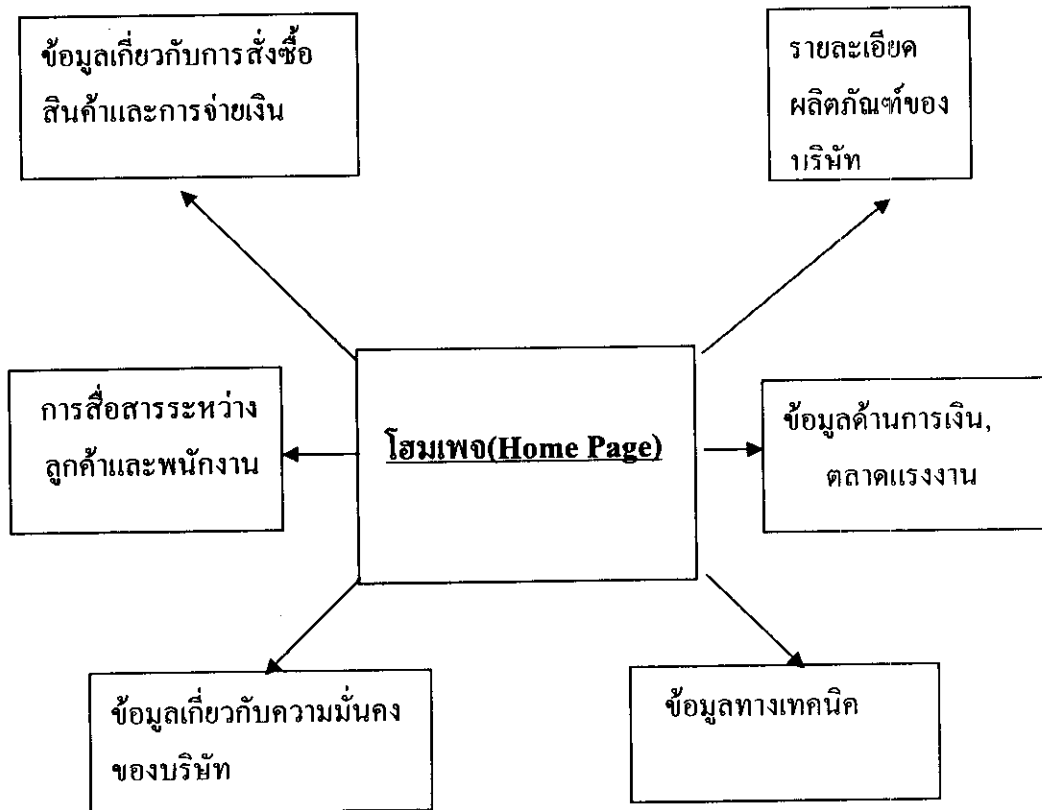 ข้อมูลเกี่ยวกับการสั่งซื้อ
สินค้าและการจ่ายเงิน
รายละเอียด
ผลิตภัณฑ์ของ
บริษัท
การสื่อสารระหว่าง
ลูกค้าและพนักงาน
โฮมเพจ(Home Page)
ข้อมูลด้านการเงิน,
ตลาดแรงงาน
ข้อมูลเกี่ยวกับความมั่นคง
ของบริษัท
ข้อมูลทางเทคนิค